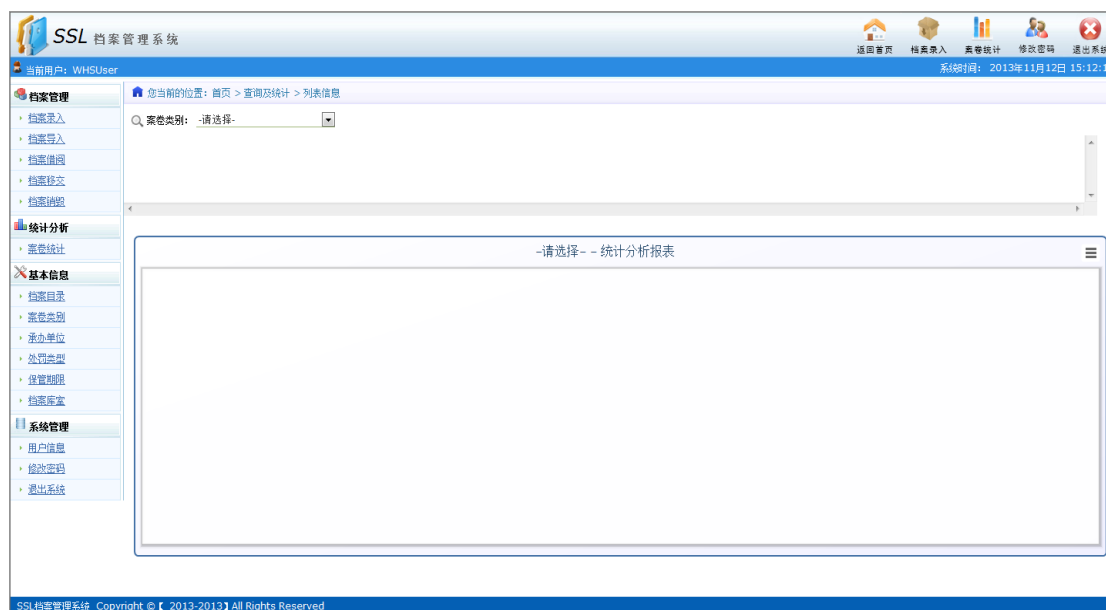 SSL 档案管理系统
返回首页 档案录入 案卷统计 修改密码 退出系统
当前用户: WHSUser
系统时间: 2013年11月12日 15:12:1
档案管理
您当前的位置: 首页 > 查询及统计 > 列表信息
档案录入
案卷类别: -请选择-
档案导入
档案借阅
档案移交
档案销毁
统计分析
案卷统计
-请选择- - 统计分析报表
基本信息
档案目录
案卷类别
承办单位
处罚类型
保管期限
档案库室
系统管理
用户信息
修改密码
退出系统
SSL档案管理系统 Copyright © 【 2013-2013】 All Rights Reserved